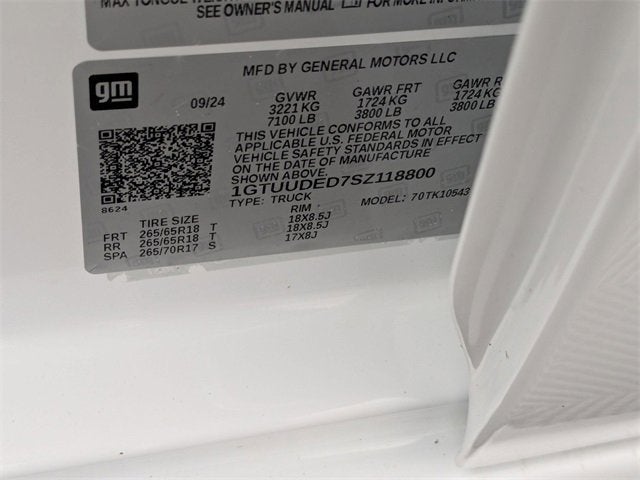 MAX TONGUE WEIGHT
SEE OWNER'S MANUAL FOR MORE INFORMATION
gm
MFD BY GENERAL MOTORS LLC
09/24 GVWR GAWR FRT GAWR R
3221 KG 1724 KG 1724 KG
7100 LB 3800 LB 3800 LB
THIS VEHICLE CONFORMS TO ALL
APPLICABLE U.S. FEDERAL MOTOR
VEHICLE SAFETY STANDARDS IN EFFECT
ON THE DATE OF MANUFACTURE
SHOWN ABOVE.
1GTUUDED7SZ118800
8624
TYPE: TRUCK MODEL: 70TK10543
TIRE SIZE RIM
FRT 265/65R18 T 18X8.5J
RR 265/65R18 T 18X8.5J
SPA 265/70R17 S 17X8J